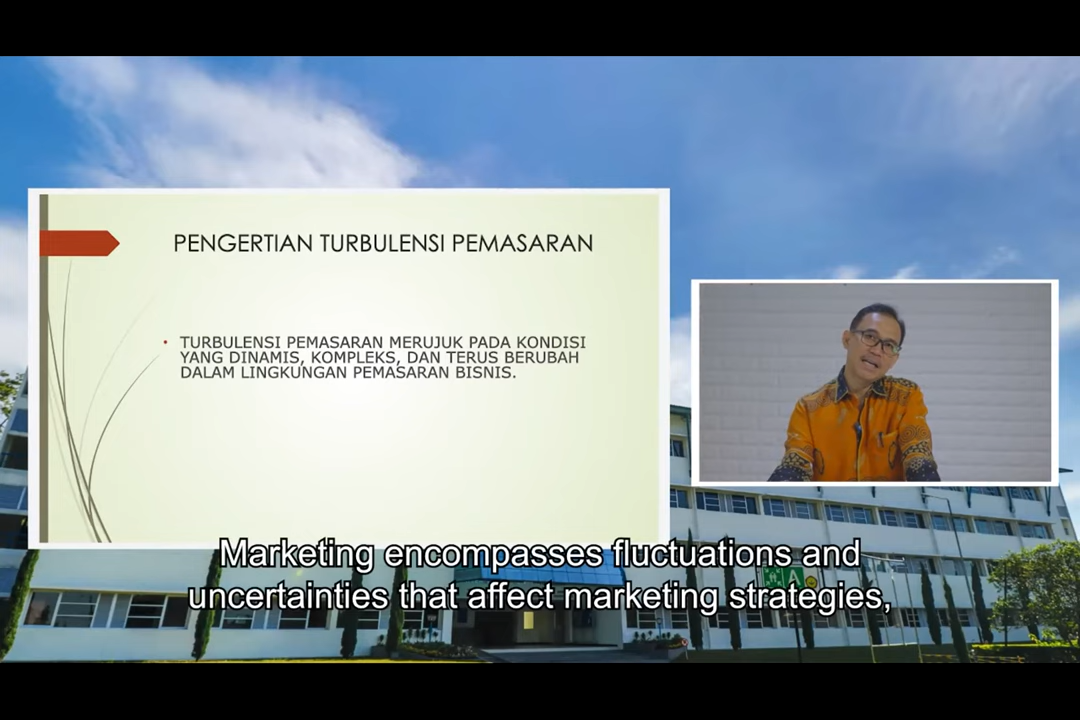 PENGERTIAN TURBULENSI PEMASARAN
• TURBULENSI PEMASARAN MERUJUK PADA KONDISI
YANG DINAMIS, KOMPLEKS, DAN TERUS BERUBAH
DALAM LINGKUNGAN PEMASARAN BISNIS.
Marketing encompasses fluctuations and
uncertainties that affect marketing strategies,
A